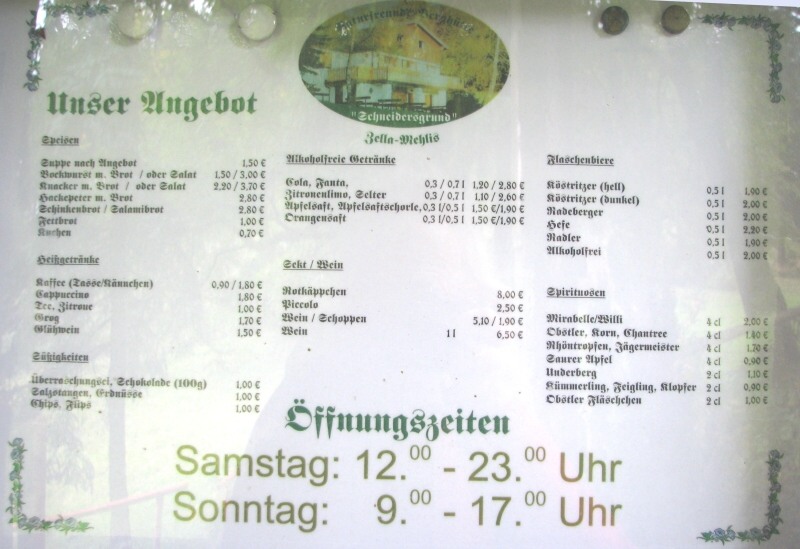 Naturfreunde Berghütte
"Schneidersgrund"
Zella-Mehlis
Unser Angebot
Speisen
Suppe nach Angebot 1,50 €
Bockwurst m. Brot / oder Salat 1,50 / 3,00 €
Knacker m. Brot / oder Salat 2,20 / 3,70 €
Hackepeter m. Brot 2,80 €
Schinkenbrot / Salamibrot 2,80 €
Fettbrot 1,00 €
Kuchen 0,70 €
Heißgetränke
Kaffee (Tasse/Kännchen) 0,90 / 1,80 €
Cappuccino 1,80 €
Tee, Zitrone 1,00 €
Grog 1,70 €
Glühwein 1,50 €
Süßigkeiten
Überraschungsei, Schokolade (100g) 1,00 €
Salzstangen, Erdnüsse 1,00 €
Chips, Flips 1,00 €
Alkoholfreie Getränke
Cola, Fanta, 0,3 / 0,7 l 1,20 / 2,80 €
Zitronenlimo, Selter 0,3 / 0,7 l 1,10 / 2,60 €
Apfelsaft, Apfelsaftschorle, 0,3 l/0,5 l 1,50 €/1,90 €
Orangensaft 0,3 l/0,5 l 1,50 €/1,90 €
Sekt / Wein
Rotkäppchen 8,00 €
Piccolo 2,50 €
Wein / Schoppen 5,10 / 1,90 €
Wein 1 l 6,50 €
Flaschenbiere
Köstritzer (hell) 0,5 l 1,90 €
Köstritzer (dunkel) 0,5 l 2,00 €
Radeberger 0,5 l 2,00 €
Hefe 0,5 l 2,20 €
Radler 0,5 l 1,90 €
Alkoholfrei 0,5 l 2,00 €
Spirituosen
Mirabelle/Willi 4 cl 2,00 €
Obstler, Korn, Chantree 4 cl 1,40 €
Rhöntropfen, Jägermeister 4 cl 1,70 €
Saurer Apfel 4 cl 0,90 €
Underberg 2 cl 1,10 €
Kümmerling, Feigling, Klopfer 2 cl 0,90 €
Obstler Fläschchen 2 cl 1,00 €
Öffnungszeiten
Samstag: 12.00 - 23.00 Uhr
Sonntag: 9.00 - 17.00 Uhr